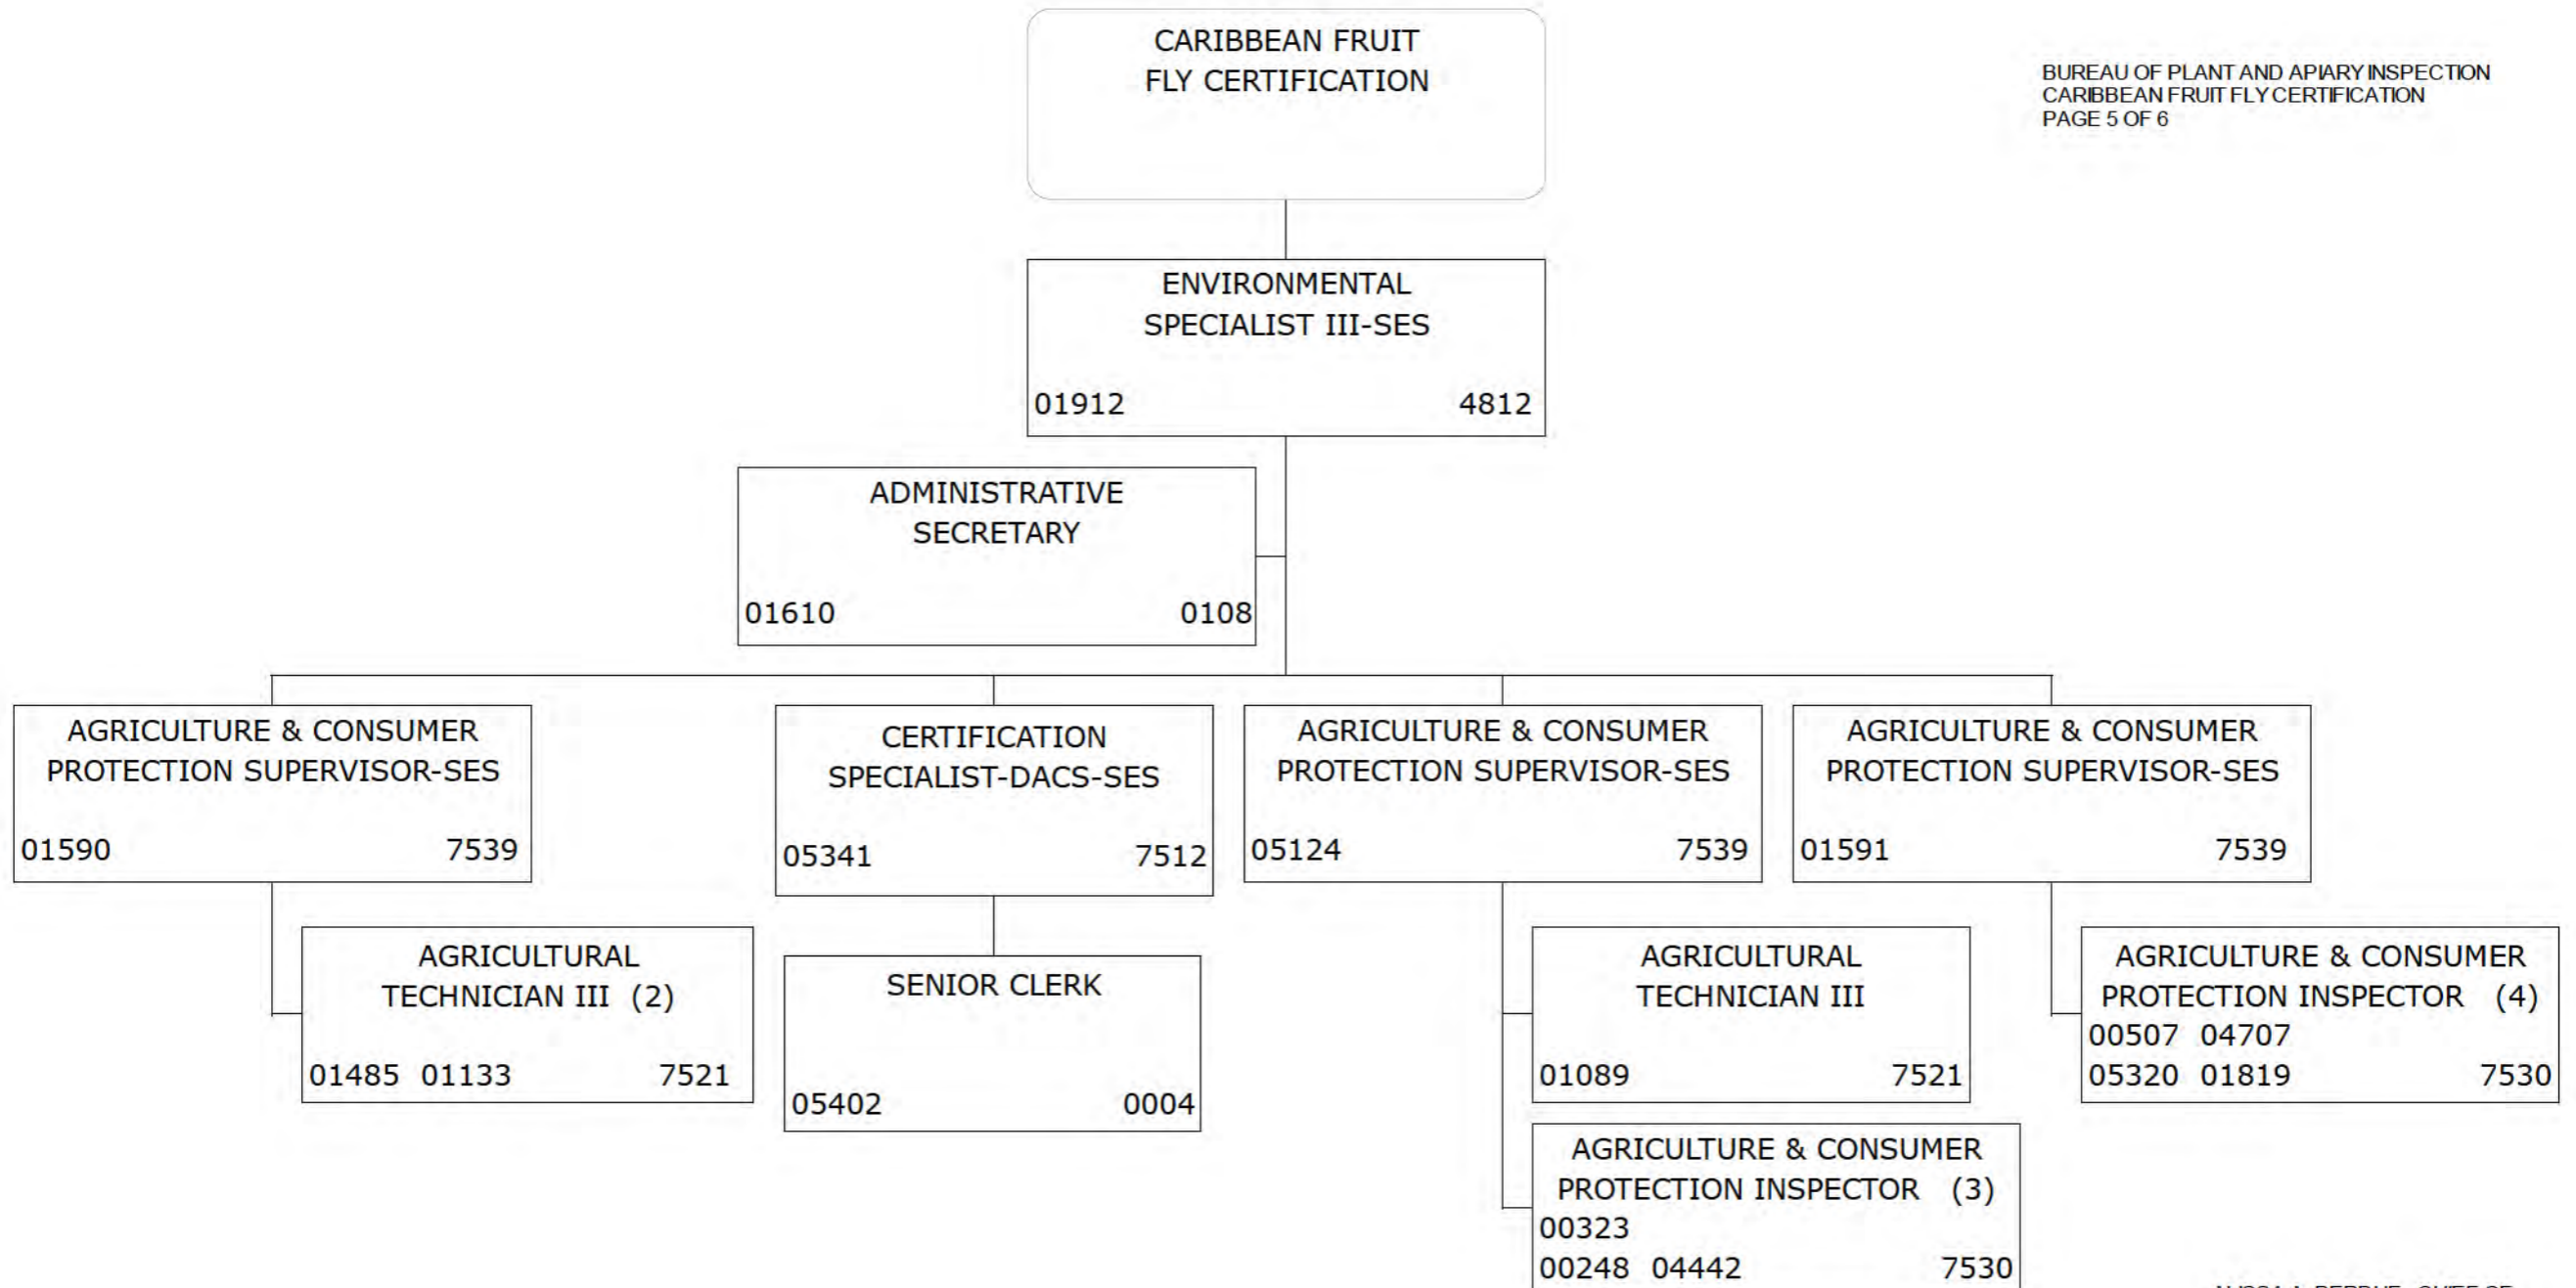 CARIBBEAN FRUIT
FLY CERTIFICATION
BUREAU OF PLANT AND APIARY INSPECTION
CARIBBEAN FRUIT FLY CERTIFICATION
PAGE 5 OF 6
ENVIRONMENTAL
SPECIALIST III-SES
01912 4812
ADMINISTRATIVE
SECRETARY
01610 0108
AGRICULTURE & CONSUMER
PROTECTION SUPERVISOR-SES
01590 7539
CERTIFICATION
SPECIALIST-DACS-SES
05341 7512
AGRICULTURE & CONSUMER
PROTECTION SUPERVISOR-SES
05124 7539
AGRICULTURE & CONSUMER
PROTECTION SUPERVISOR-SES
01591 7539
AGRICULTURAL
TECHNICIAN III (2)
01485 01133 7521
SENIOR CLERK
05402 0004
AGRICULTURAL
TECHNICIAN III
01089 7521
AGRICULTURE & CONSUMER
PROTECTION INSPECTOR (4)
00507 04707
05320 01819 7530
AGRICULTURE & CONSUMER
PROTECTION INSPECTOR (3)
00323
00248 04442 7530